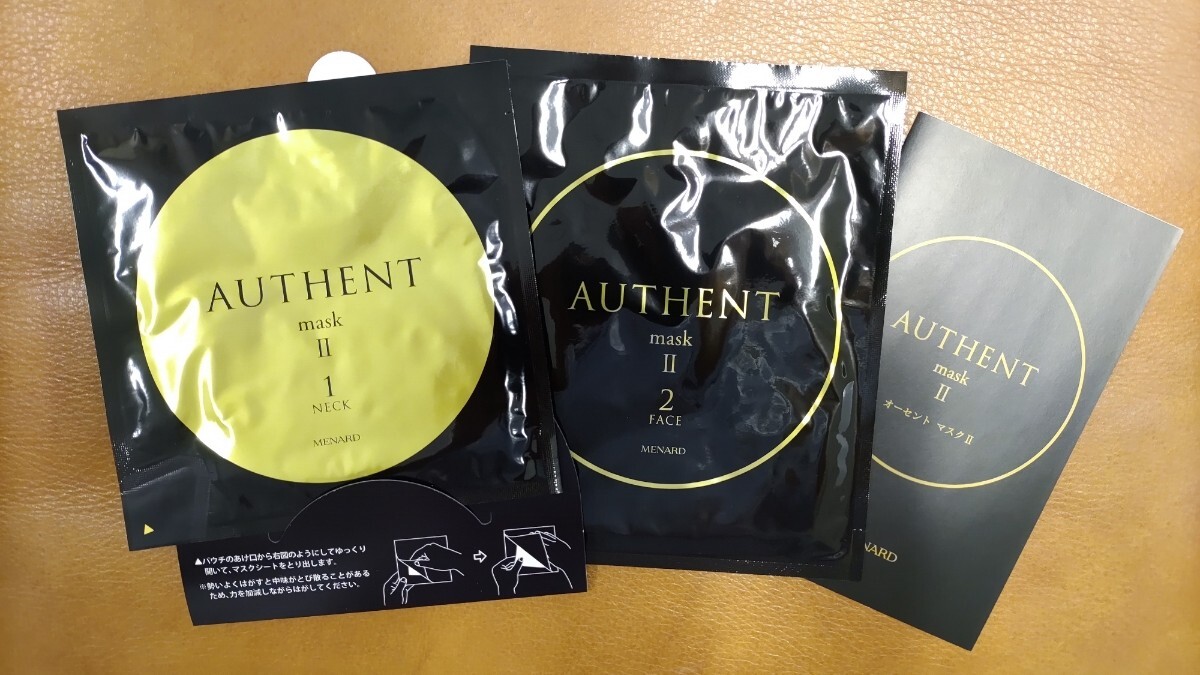 AUTHENT
mask
II
1
NECK
MENARD
▲パウチのあけ口から右図のようにしてゆっくり
開いて、マスクシートをとり出します。
※勢いよくはがすと中味がとび散ることがある
ため、力を加減しながらはがしてください。
AUTHENT
mask
II
2
FACE
MENARD
AUTHENT
mask
II
オーセント マスクII
MENARD